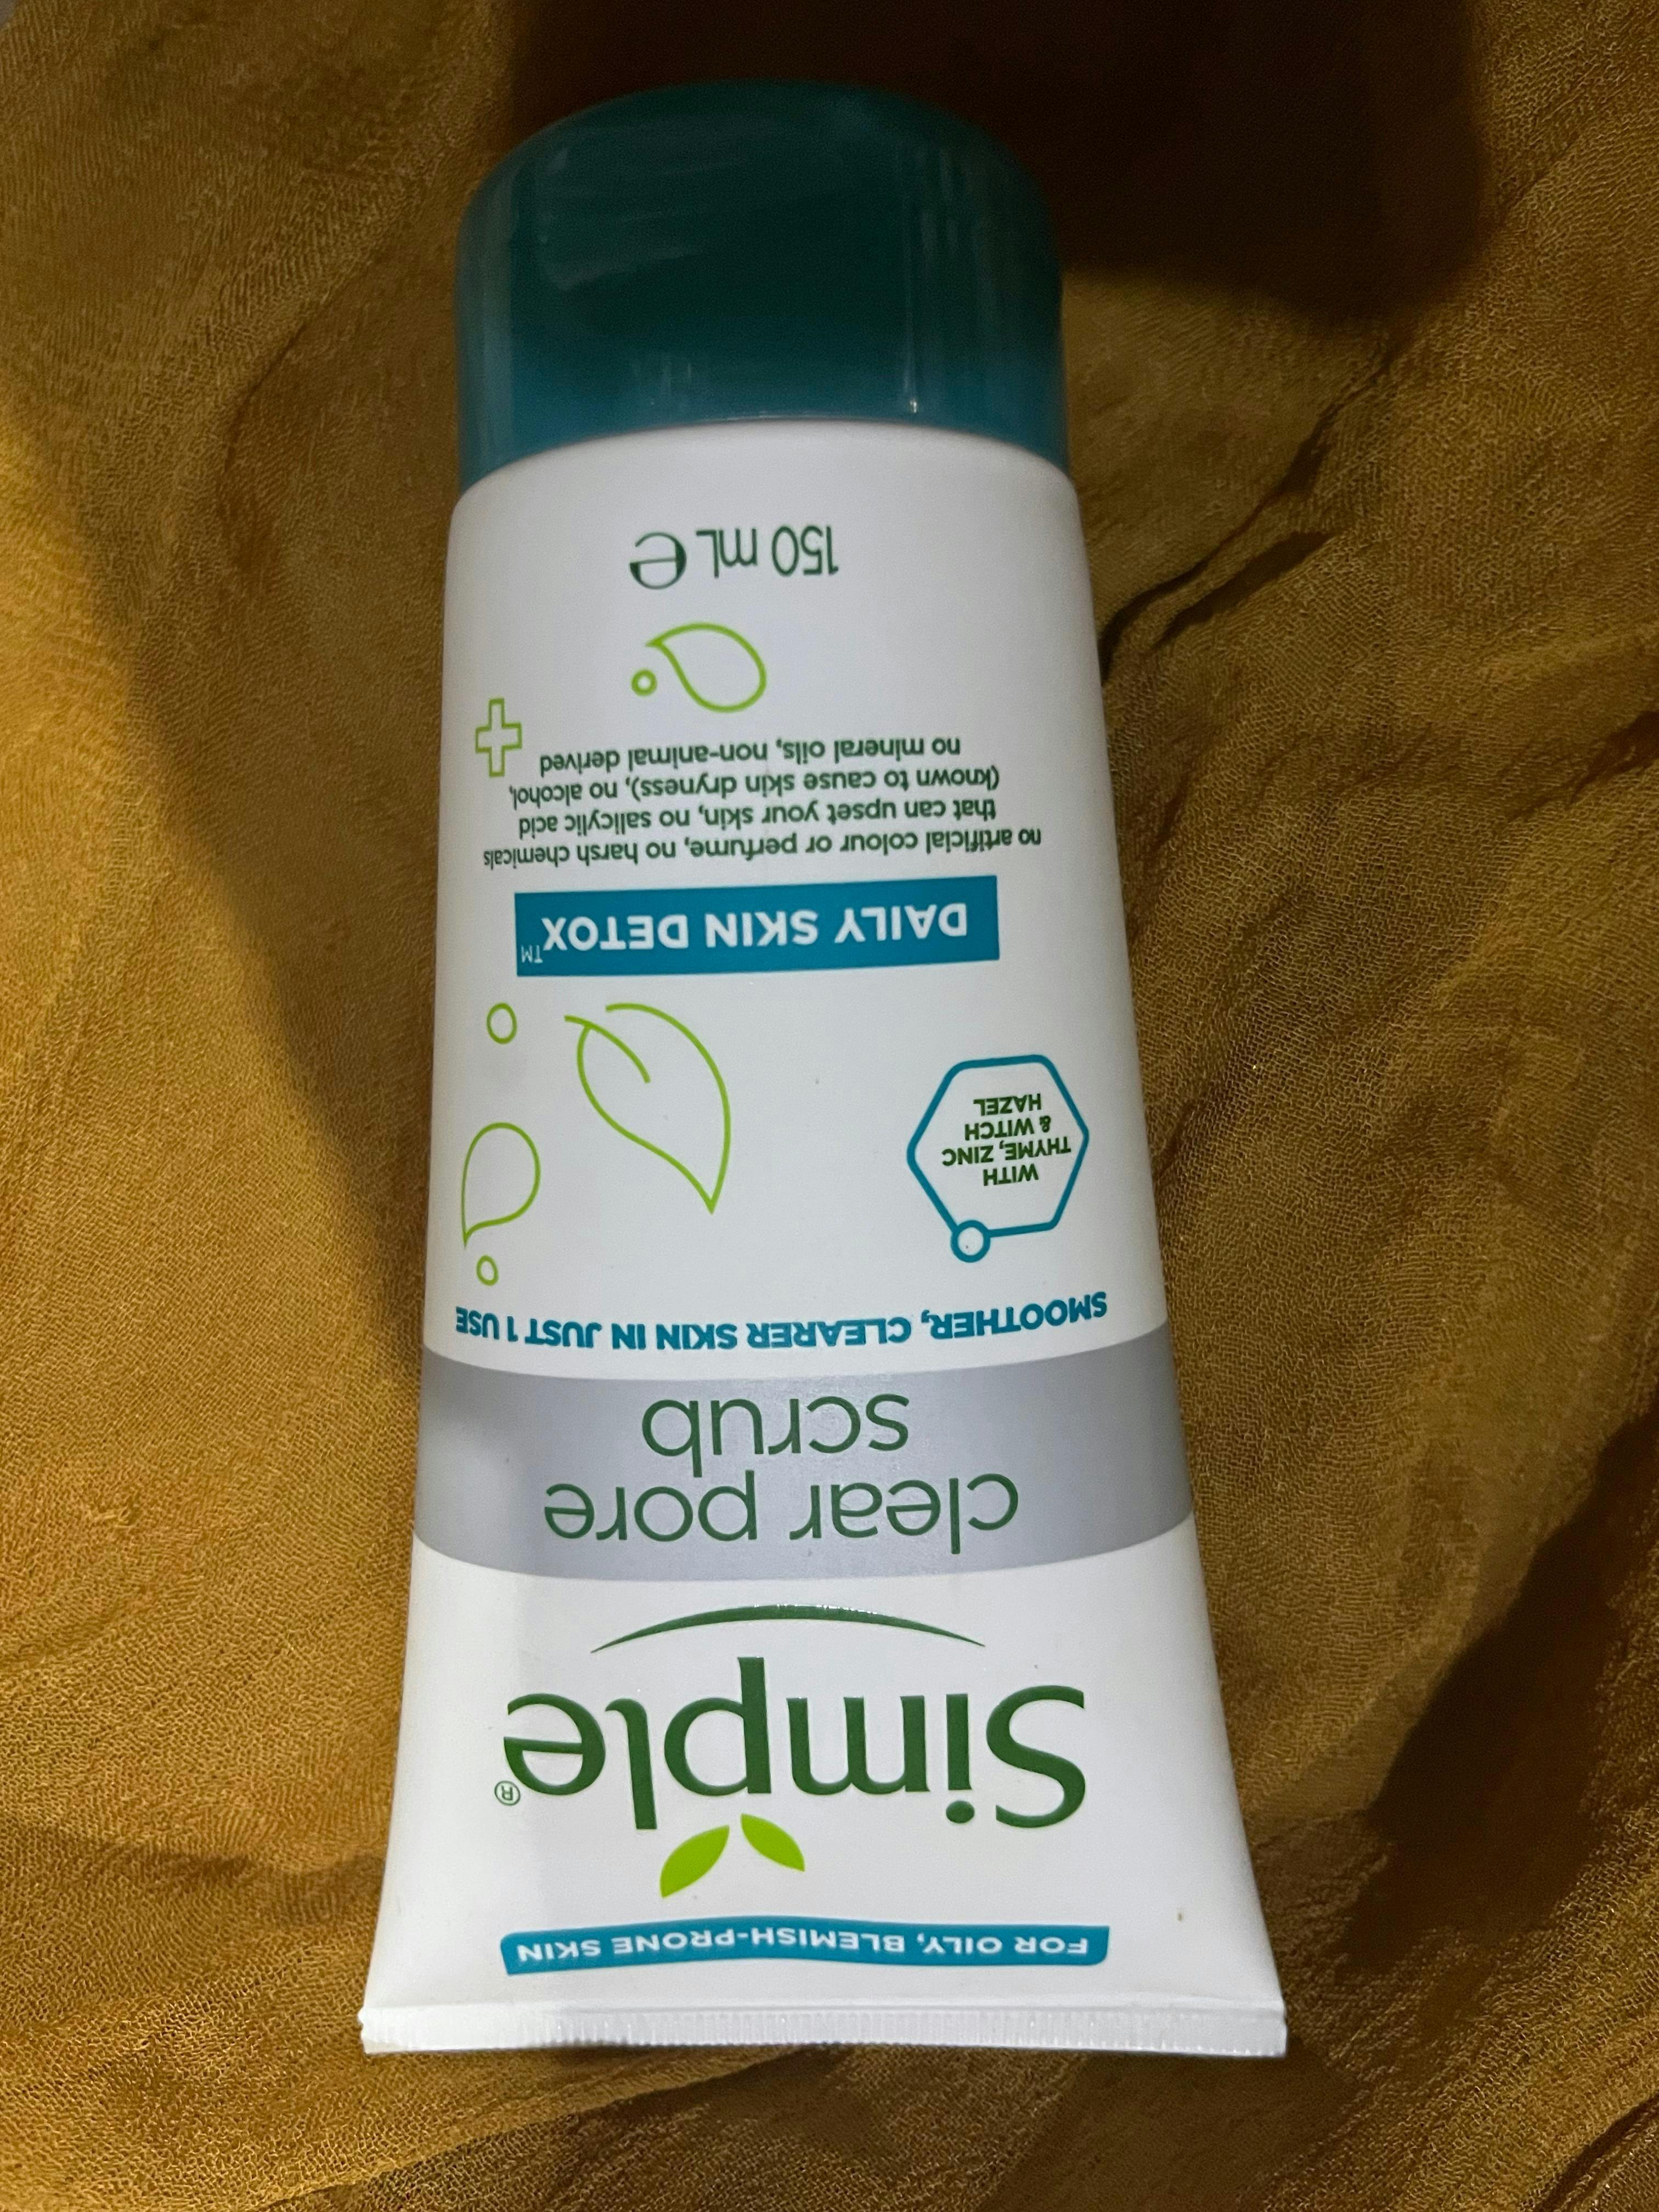 FOR OILY, BLEMISH-PRONE SKIN
Simple®
clear pore
scrub
SMOOTHER, CLEARER SKIN IN JUST 1 USE
WITH
THYME, ZINC
& WITCH
HAZEL
DAILY SKIN DETOX™
no artificial colour or perfume, no harsh chemicals
that can upset your skin, no salicylic acid
(known to cause skin dryness), no alcohol,
no mineral oils, non-animal derived
150 mL e